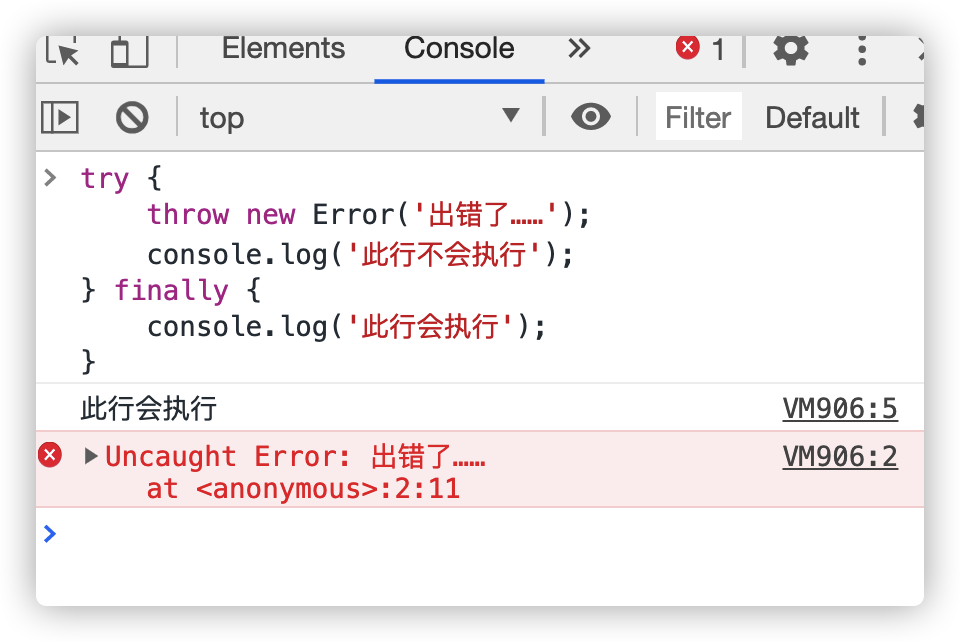 Elements Console 1
top Filter Default
try {
    throw new Error('出错了……');
    console.log('此行不会执行');
} finally {
    console.log('此行会执行');
}
此行会执行 VM906:5
Uncaught Error: 出错了…… VM906:2
    at <anonymous>:2:11